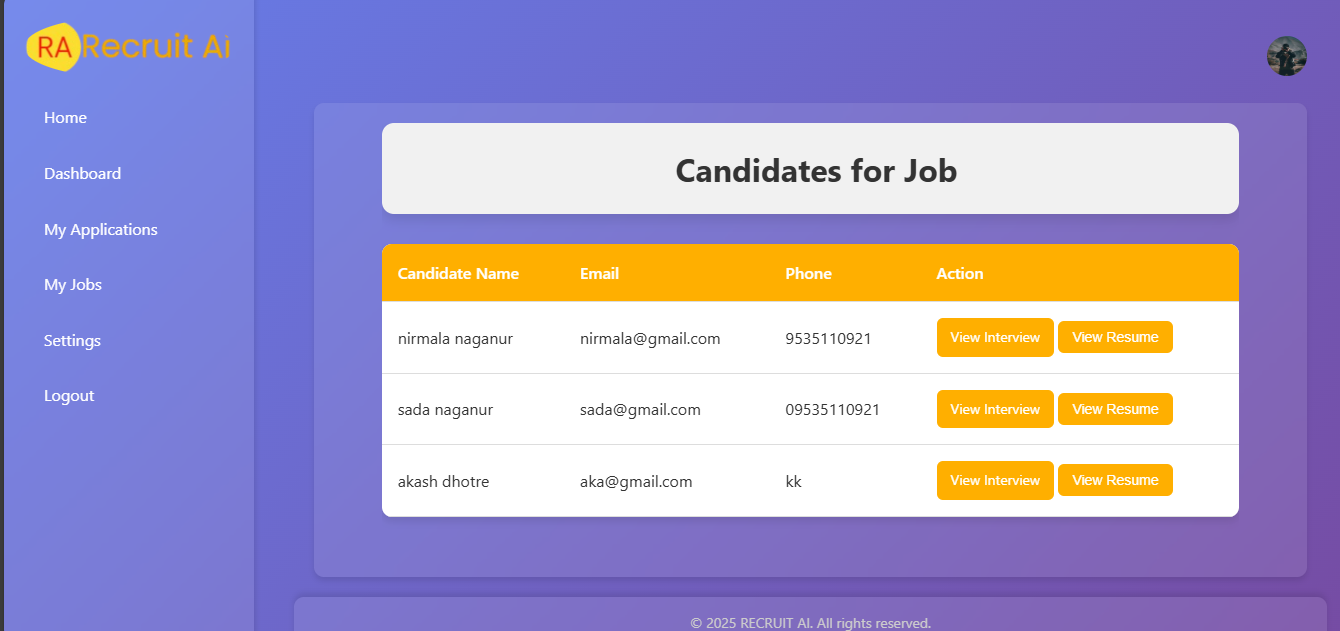 RA Recruit Ai
Home
Dashboard
My Applications
My Jobs
Settings
Logout
Candidates for Job
Candidate Name Email Phone Action
nirmala naganur nirmala@gmail.com 9535110921 View Interview View Resume
sada naganur sada@gmail.com 09535110921 View Interview View Resume
akash dhotre aka@gmail.com kk View Interview View Resume
© 2025 RECRUIT AI. All rights reserved.